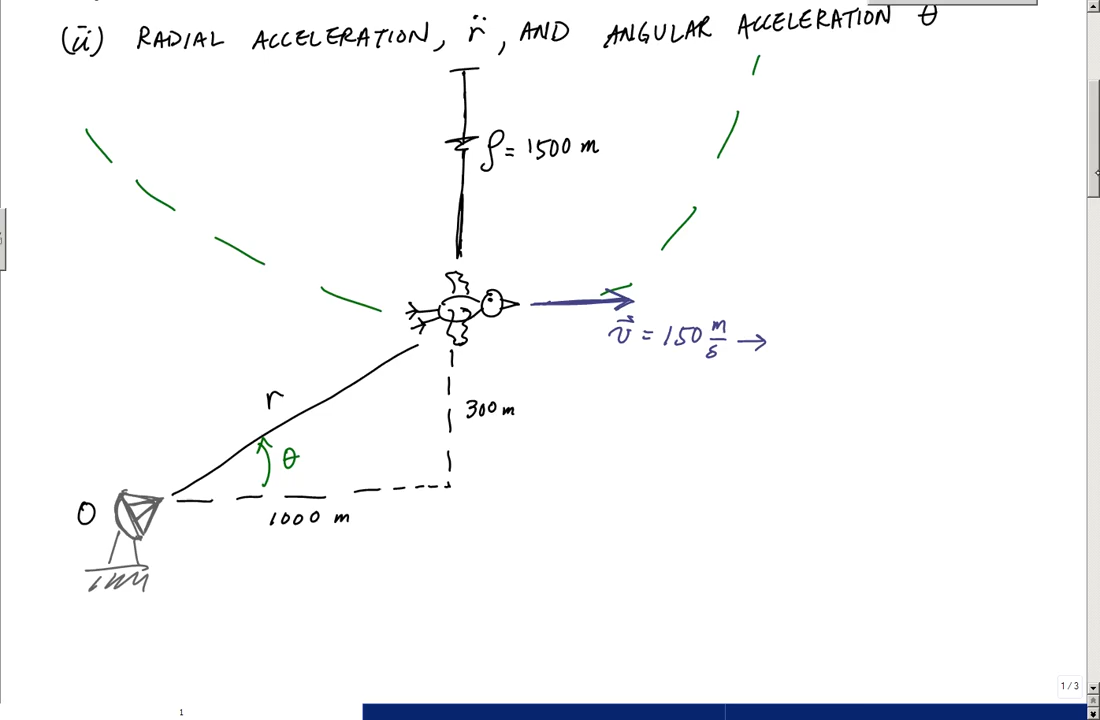 (ii) RADIAL ACCELERATION, r̈, AND ANGULAR ACCELERATION θ
ρ = 1500 m
v⃗ = 150 m/s →
r
300 m
θ
O
1000 m
1/3
1